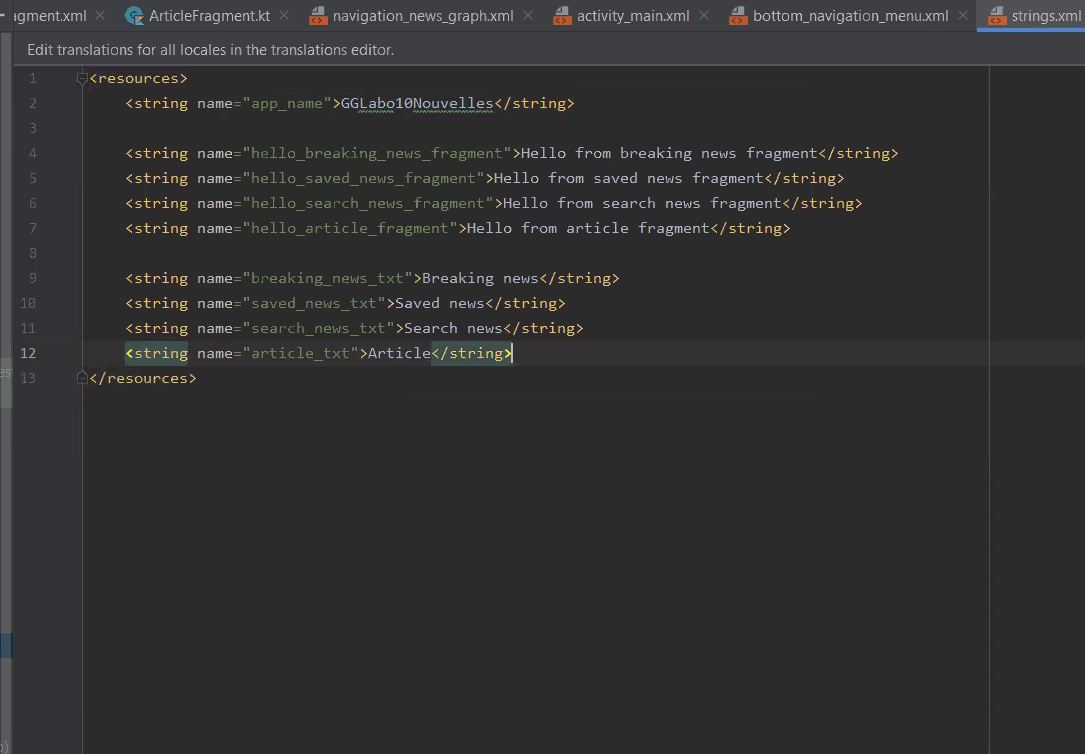 agment.xml ArticleFragment.kt navigation_news_graph.xml activity_main.xml bottom_navigation_menu.xml strings.xml
Edit translations for all locales in the translations editor.
1 <resources>
2 <string name="app_name">GGLabo10Nouvelles</string>
3
4 <string name="hello_breaking_news_fragment">Hello from breaking news fragment</string>
5 <string name="hello_saved_news_fragment">Hello from saved news fragment</string>
6 <string name="hello_search_news_fragment">Hello from search news fragment</string>
7 <string name="hello_article_fragment">Hello from article fragment</string>
8
9 <string name="breaking_news_txt">Breaking news</string>
10 <string name="saved_news_txt">Saved news</string>
11 <string name="search_news_txt">Search news</string>
12 <string name="article_txt">Article</string>
13 </resources>